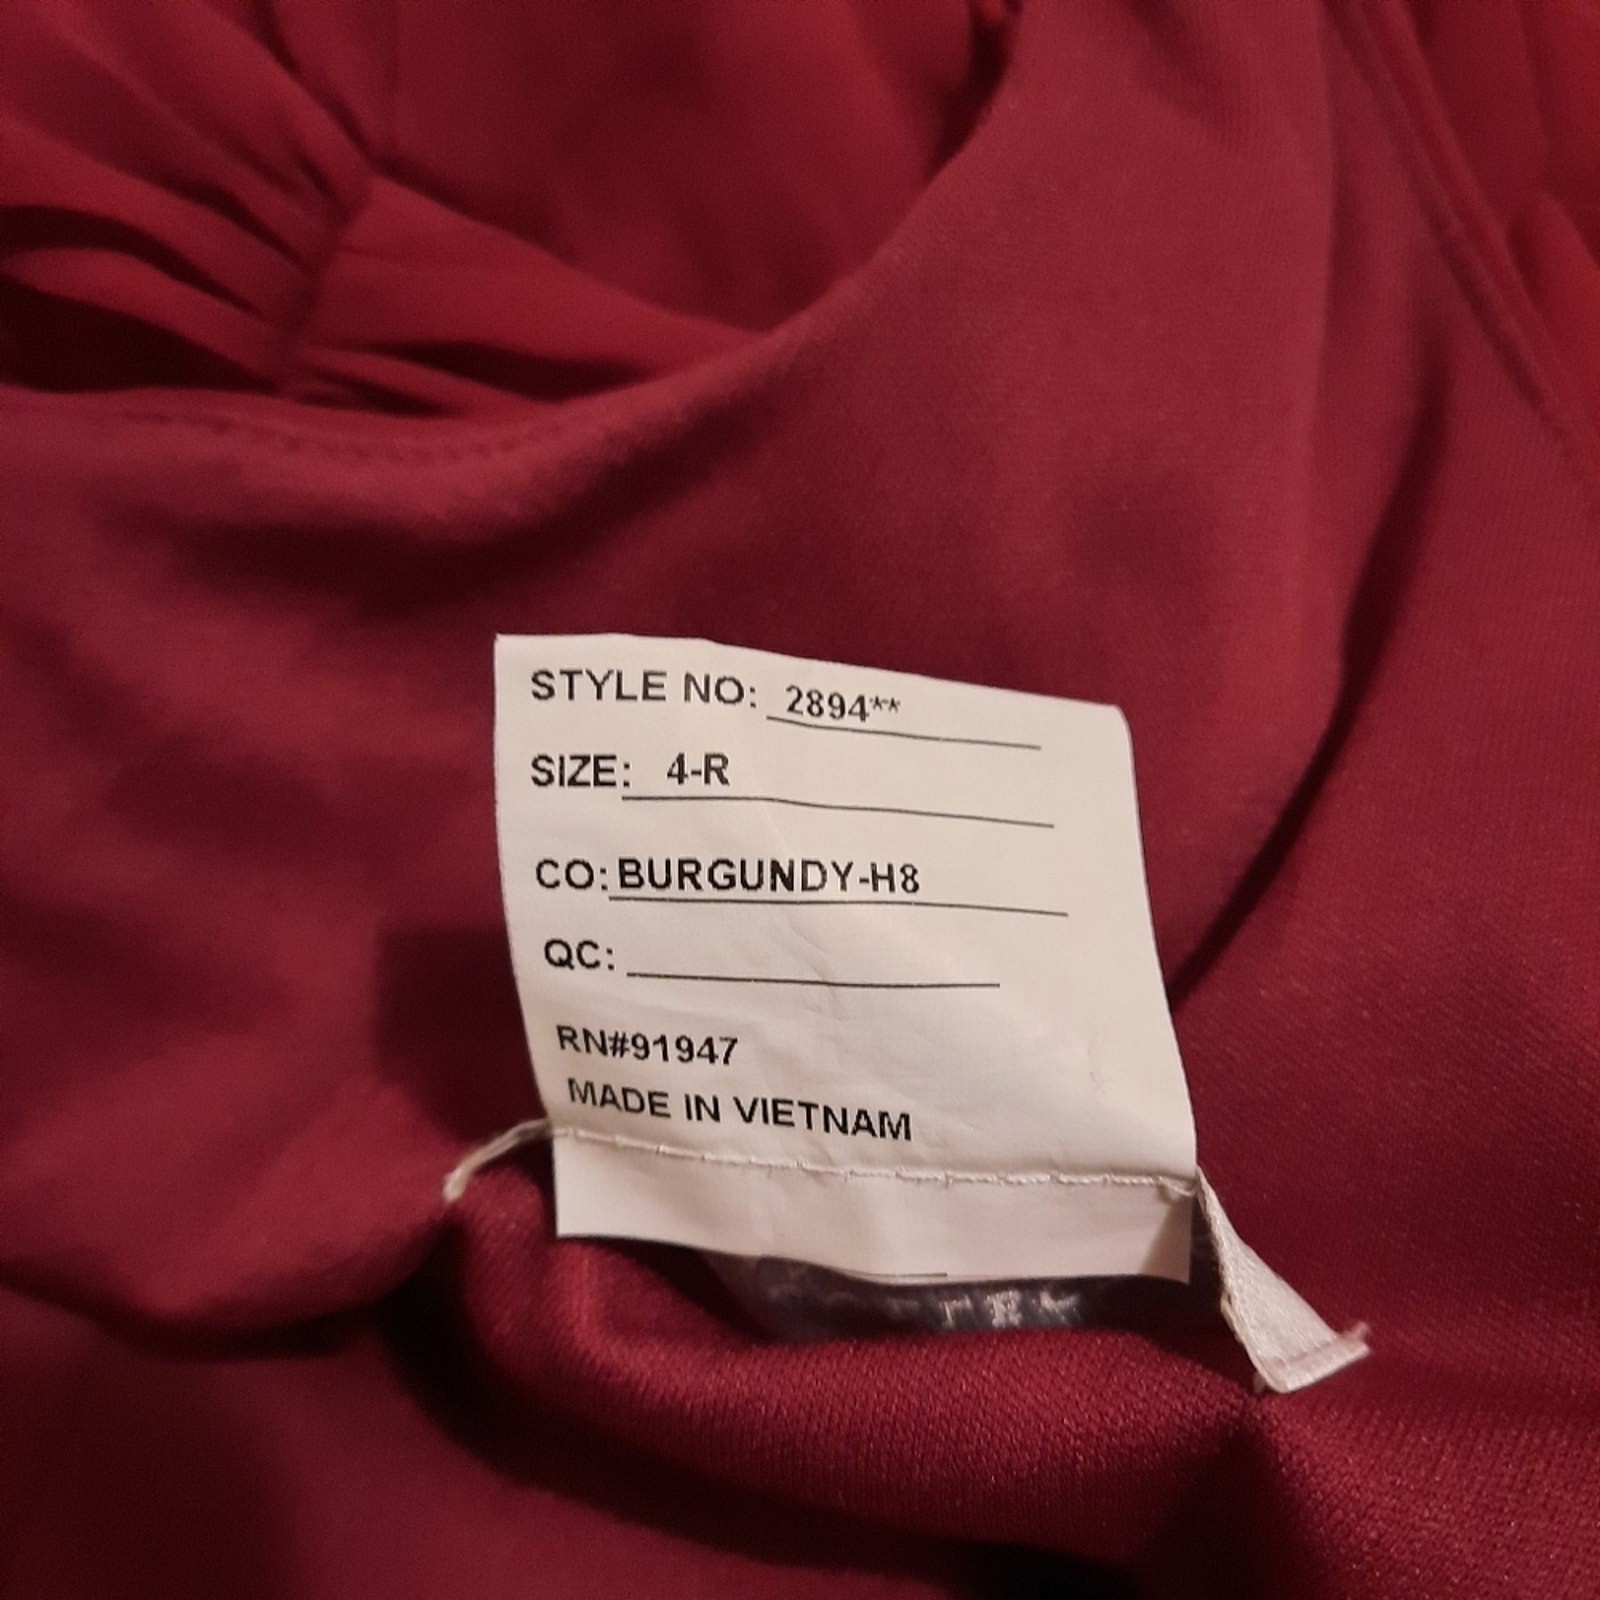 STYLE NO: 2894**
SIZE: 4-R
CO: BURGUNDY-H8
QC:
RN#91947
MADE IN VIETNAM